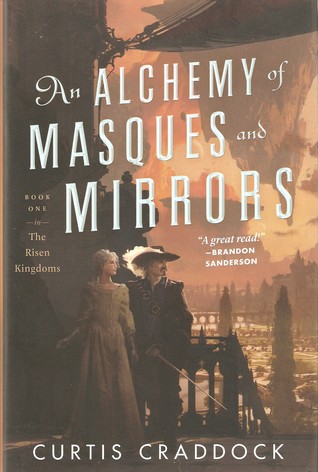 An ALCHEMY of
MASQUES and
MIRRORS
BOOK
ONE
in
The
Risen
Kingdoms
“A great read!”
—BRANDON
SANDERSON
CURTIS CRADDOCK